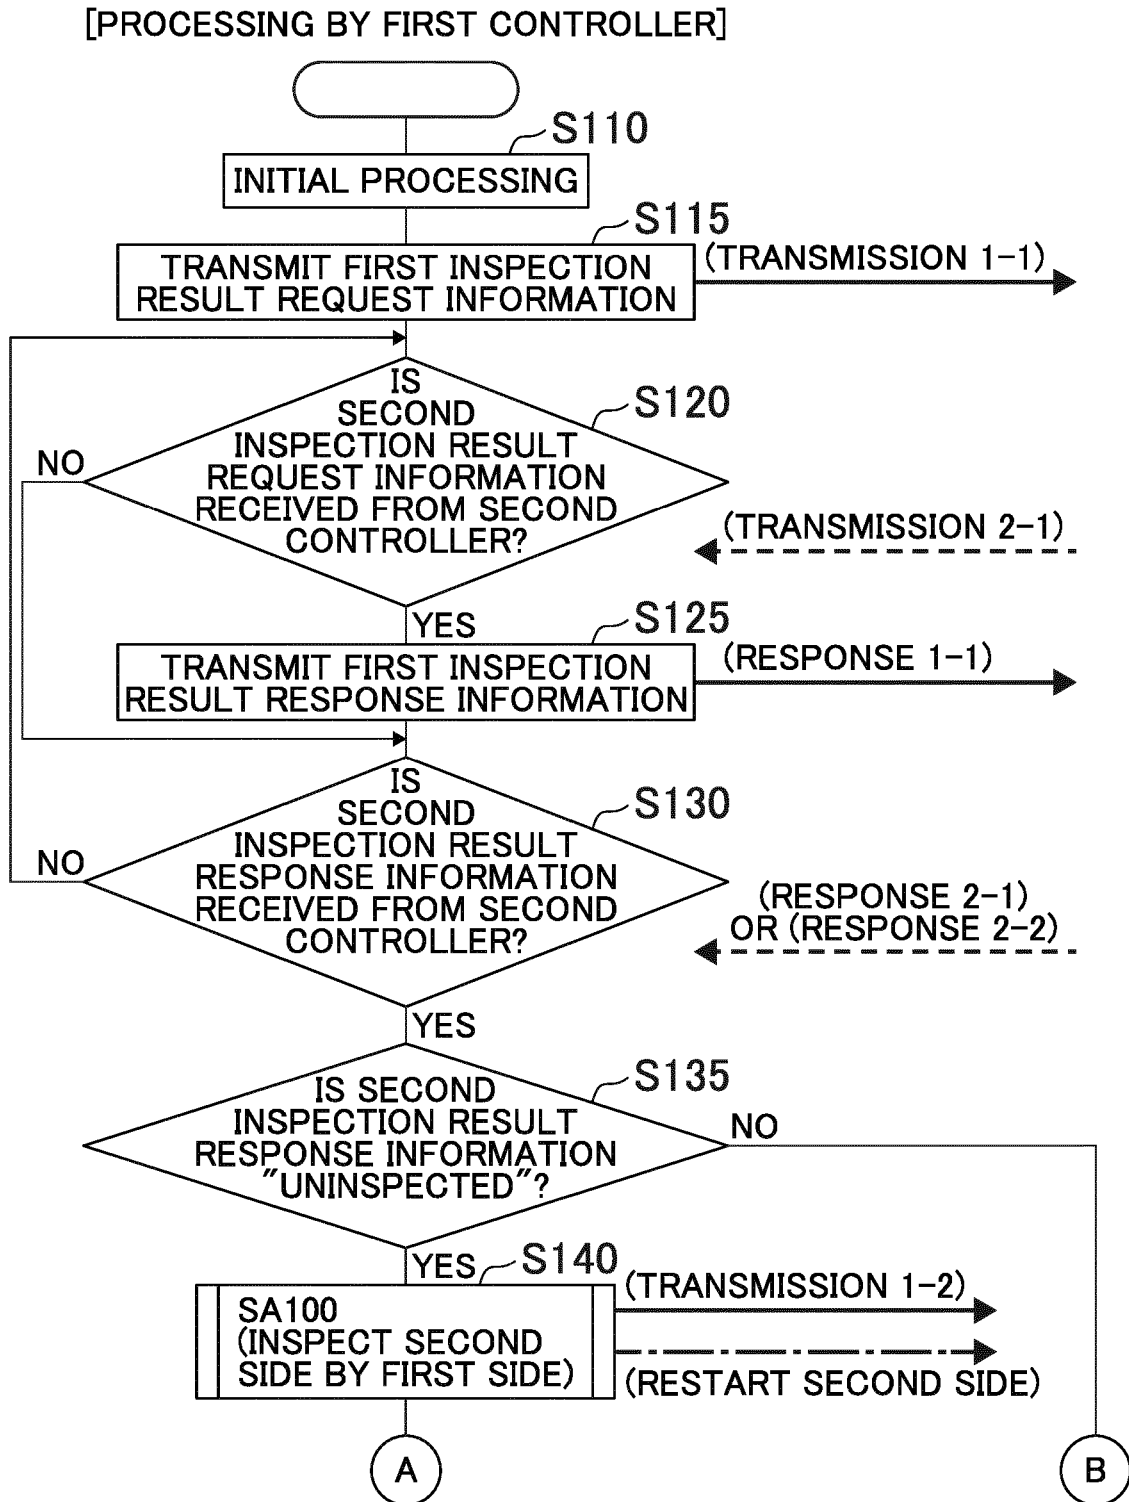 [PROCESSING BY FIRST CONTROLLER]
S110
INITIAL PROCESSING
S115
TRANSMIT FIRST INSPECTION
RESULT REQUEST INFORMATION
(TRANSMISSION 1-1)
IS
SECOND
INSPECTION RESULT
REQUEST INFORMATION
RECEIVED FROM SECOND
CONTROLLER?
S120
NO
(TRANSMISSION 2-1)
YES
S125
TRANSMIT FIRST INSPECTION
RESULT RESPONSE INFORMATION
(RESPONSE 1-1)
IS
SECOND
INSPECTION RESULT
RESPONSE INFORMATION
RECEIVED FROM SECOND
CONTROLLER?
S130
NO
(RESPONSE 2-1)
OR (RESPONSE 2-2)
YES
IS SECOND
INSPECTION RESULT
RESPONSE INFORMATION
"UNINSPECTED"?
S135
NO
YES
S140
SA100
(INSPECT SECOND
SIDE BY FIRST SIDE)
(TRANSMISSION 1-2)
(RESTART SECOND SIDE)
A
B